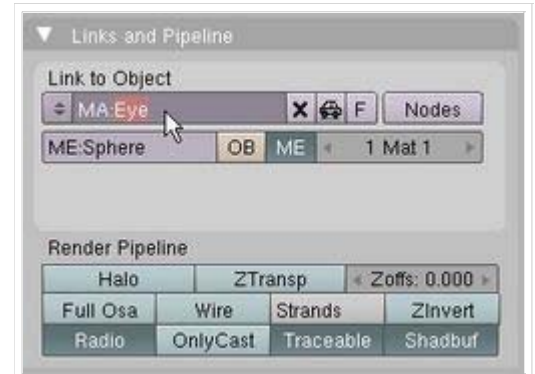 Links and Pipeline
Link to Object
MA:Eye F Nodes
ME:Sphere OB ME 1 Mat 1
Render Pipeline
Halo ZTransp Zoffs: 0.000
Full Osa Wire Strands ZInvert
Radio OnlyCast Traceable Shadbuf